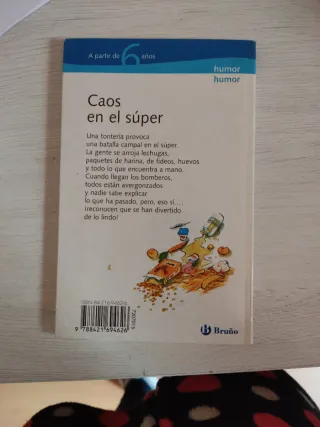 A partir de 6 años
humor
humor
Caos
en el súper
Una tontería provoca
una batalla campal en el súper.
La gente se arroja lechugas,
paquetes de harina, de fideos, huevos
y todo lo que encuentra a mano.
Cuando llegan los bomberos,
todos están avergonzados
y nadie sabe explicar
lo que ha pasado, pero, eso sí....
¡reconocen que se han divertido
de lo lindo!
9 788421 694626
B Bruño